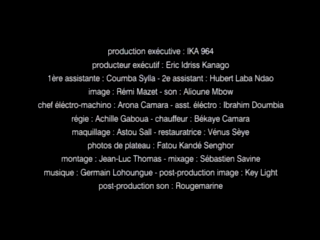 production exécutive : IKA 964
producteur exécutif : Eric Idriss Kanago
1ère assistante : Coumba Sylla - 2e assistant : Hubert Laba Ndao
image : Rémi Mazet - son : Alioune Mbow
chef éléctro-machino : Arona Camara - asst. éléctro : Ibrahim Doumbia
régie : Achille Gaboua - chauffeur : Békaye Camara
maquillage : Astou Sall - restauratrice : Vénus Sèye
photos de plateau : Fatou Kandé Senghor
montage : Jean-Luc Thomas - mixage : Sébastien Savine
musique : Germain Lohoungue - post-production image : Key Light
post-production son : Rougemarine